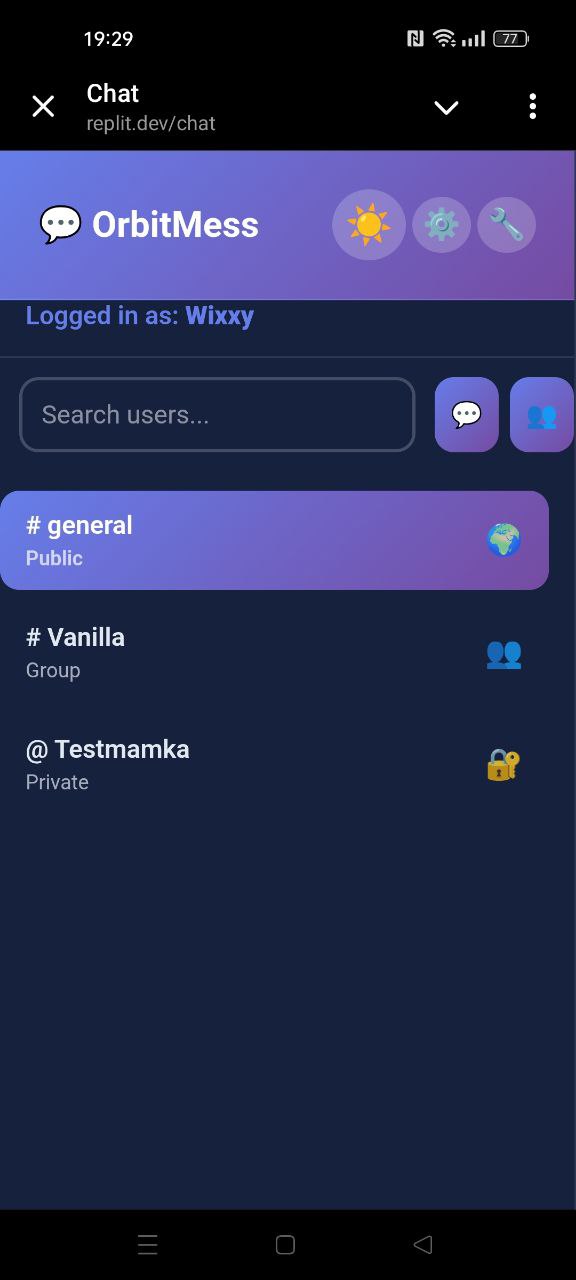 19:29
77
Chat
replit.dev/chat
💬 OrbitMess
Logged in as: Wixxy
Search users...
# general
Public
# Vanilla
Group
@ Testmamka
Private